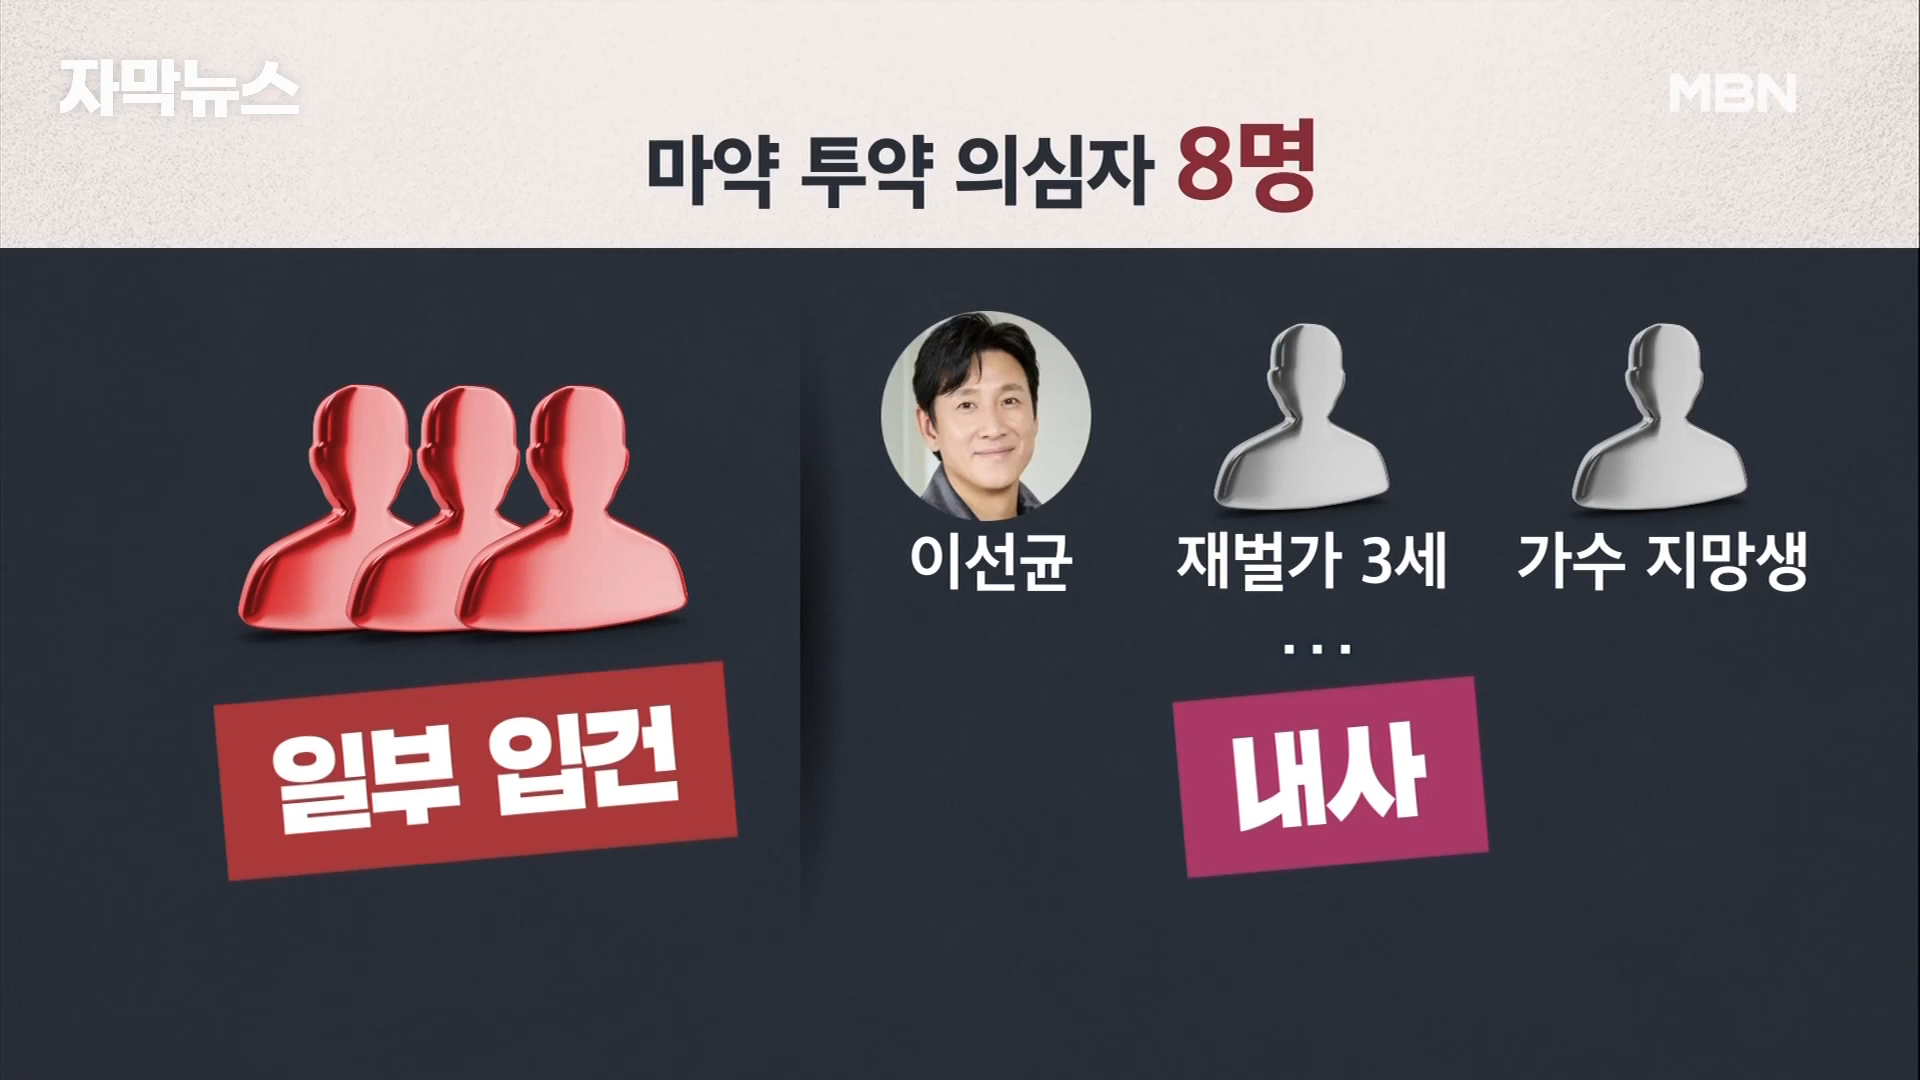 자막뉴스
MBN
마약 투약 의심자 8명
이선균
재벌가 3세
가수 지망생
...
일부 입건
내사